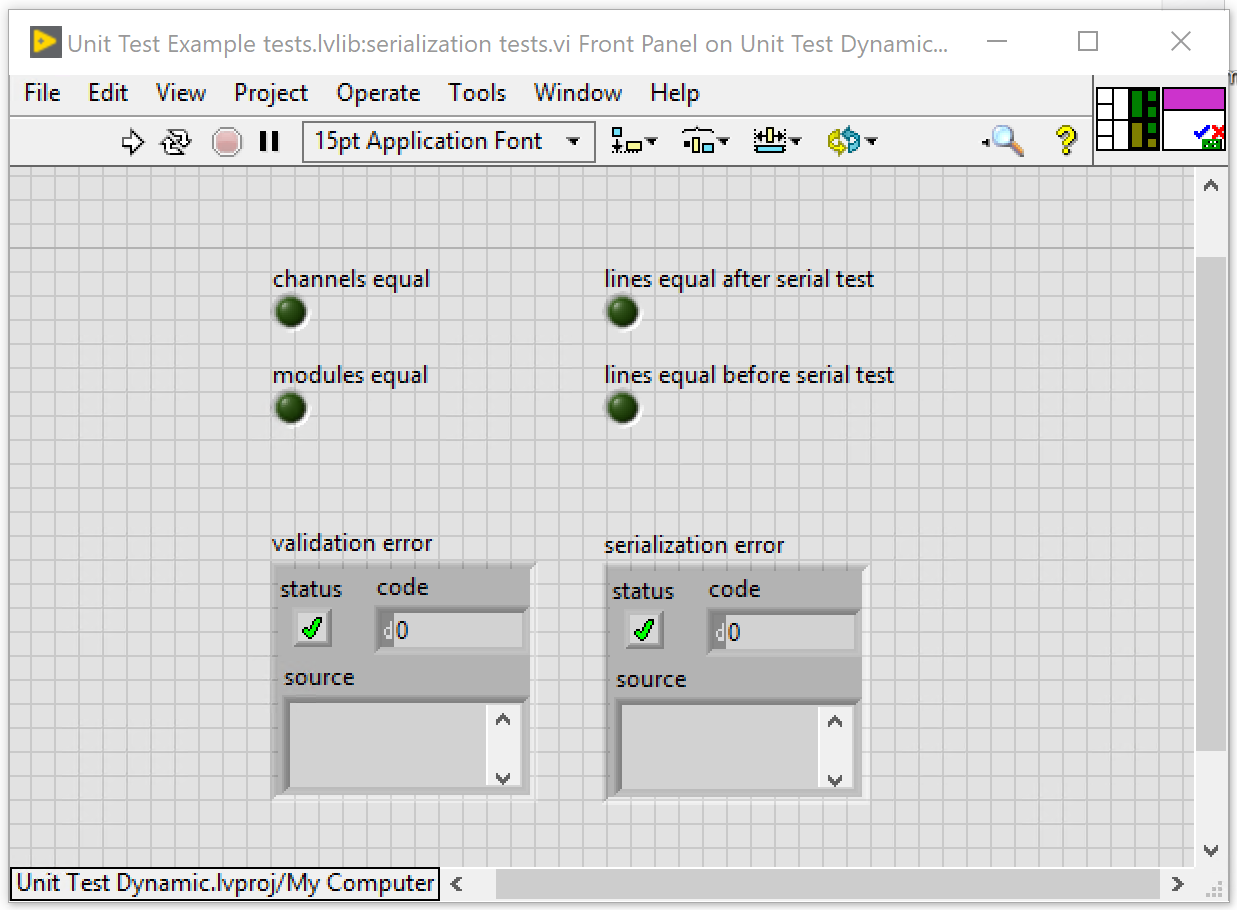 Unit Test Example tests.lvlib:serialization tests.vi Front Panel on Unit Test Dynamic...
File Edit View Project Operate Tools Window Help
15pt Application Font
channels equal
lines equal after serial test
modules equal
lines equal before serial test
validation error
serialization error
status code
status code
d 0
d 0
source
source
Unit Test Dynamic.lvproj/My Computer